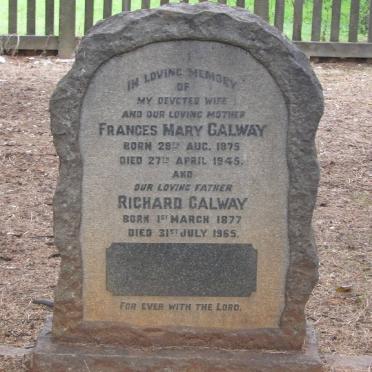 IN LOVING MEMORY
OF
MY DEVOTED WIFE
AND OUR LOVING MOTHER
FRANCES MARY GALWAY
BORN 28TH AUG. 1875
DIED 27TH APRIL 1945.
AND
OUR LOVING FATHER
RICHARD GALWAY
BORN 1ST MARCH 1877
DIED 31ST JULY 1965.
FOR EVER WITH THE LORD.